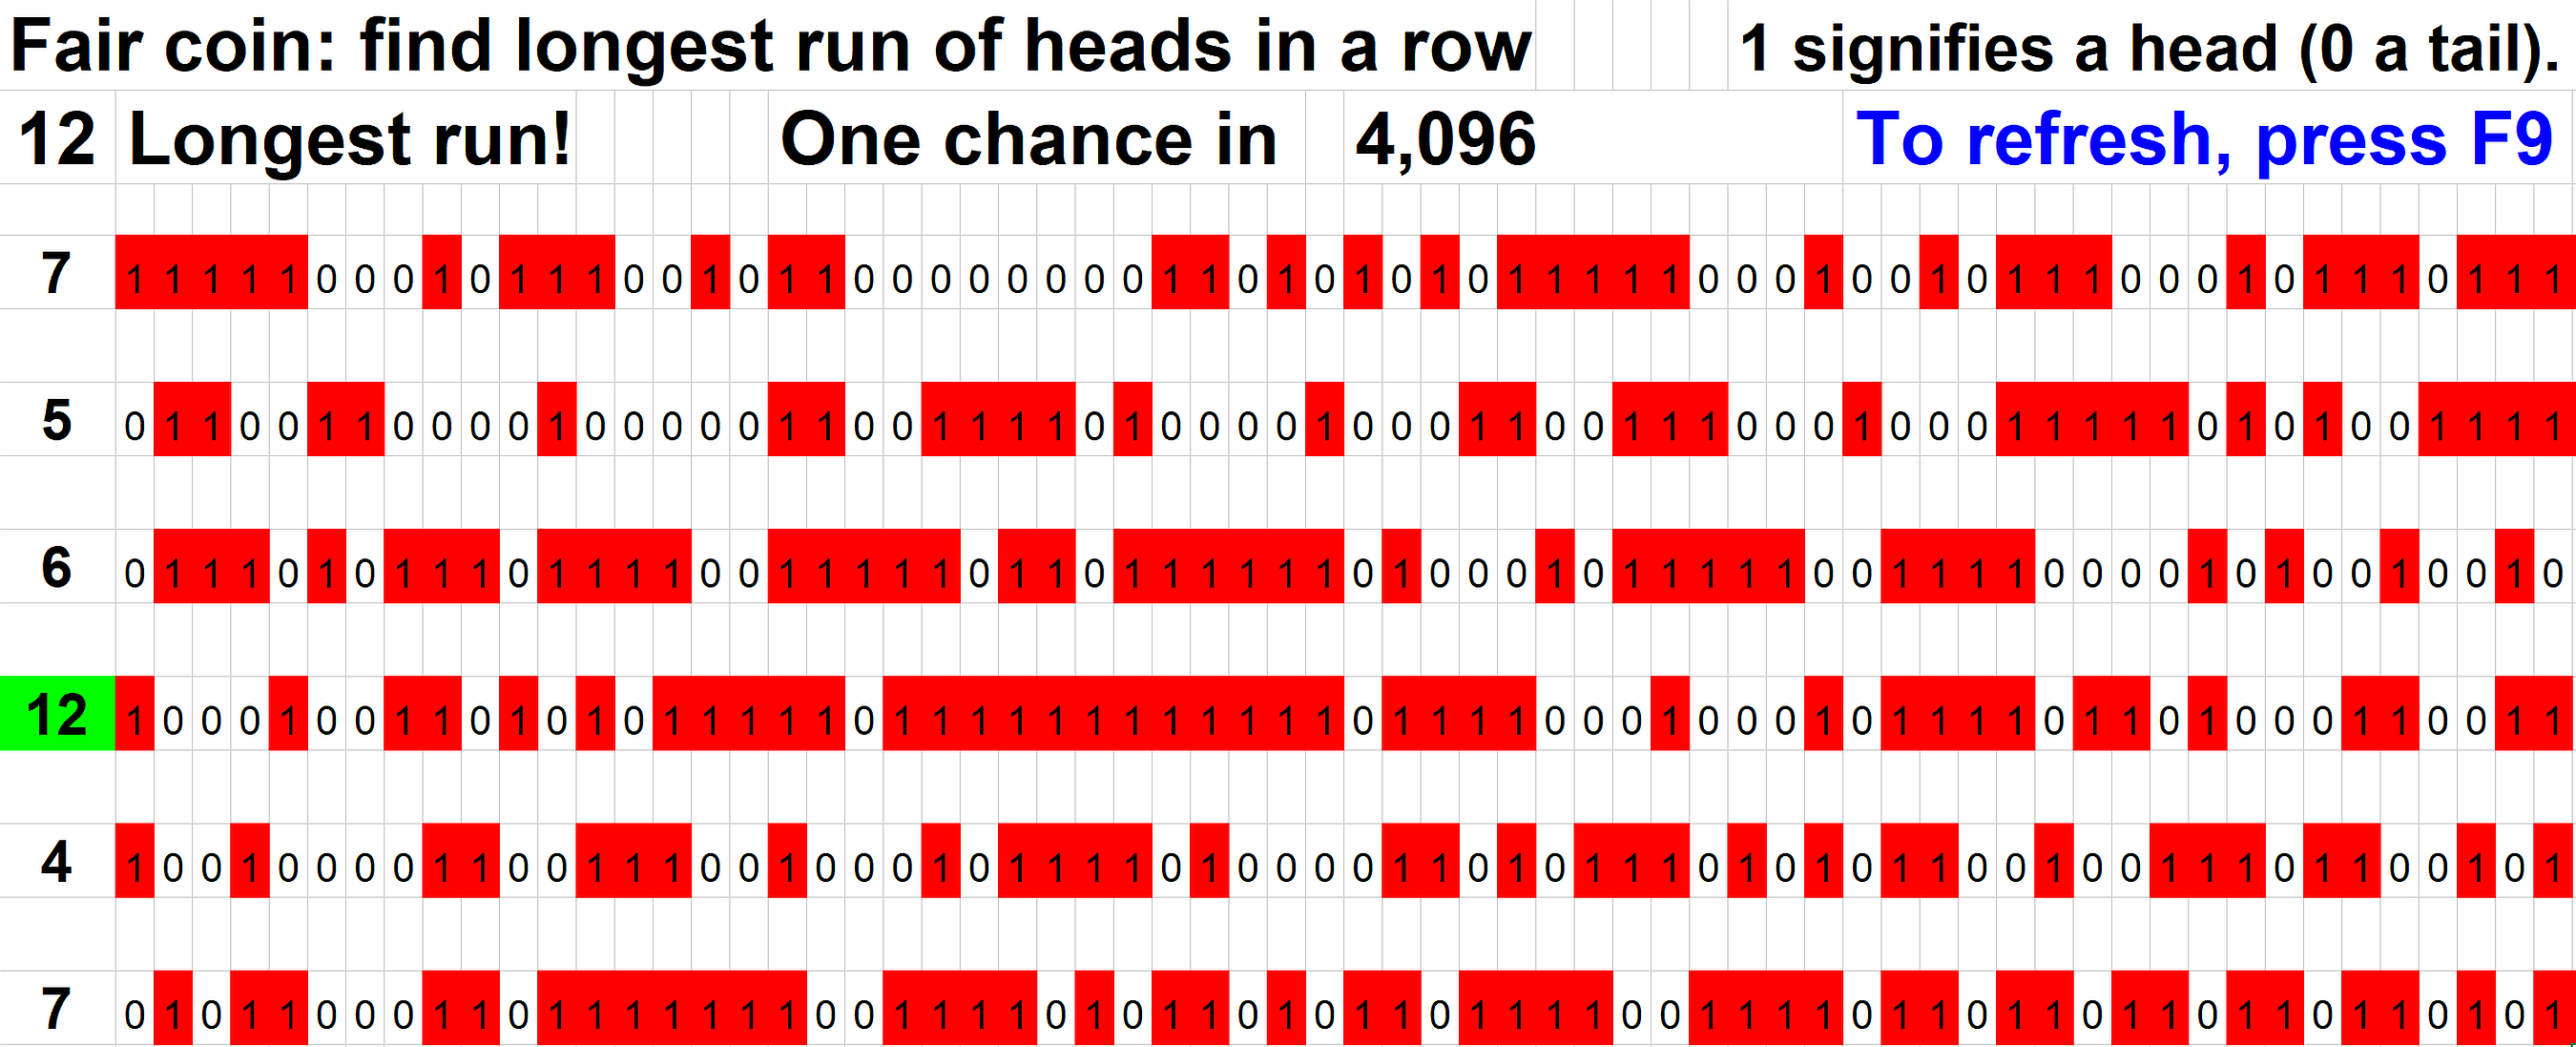 Fair coin: find longest run of heads in a row 1 signifies a head (0 a tail).
12 Longest run! One chance in 4,096 To refresh, press F9
7 1 1 1 1 1 0 0 0 1 0 1 1 1 0 0 1 0 1 1 0 0 0 0 0 0 0 0 1 1 0 1 0 1 0 1 0 1 1 1 1 1 0 0 0 1 0 0 1 0 1 1 1 0 0 0 1 0 1 1 1 0 1 1 1
5 0 1 1 0 0 1 1 0 0 0 0 1 0 0 0 0 0 1 1 0 0 1 1 1 1 0 1 0 0 0 0 1 0 0 0 1 1 0 0 1 1 1 0 0 0 1 0 0 0 1 1 1 1 1 0 1 0 1 0 0 1 1 1 1
6 0 1 1 1 0 1 0 1 1 1 0 1 1 1 1 0 0 1 1 1 1 1 0 1 1 0 1 1 1 1 1 1 0 1 0 0 0 1 0 1 1 1 1 1 0 0 1 1 1 1 0 0 0 0 1 0 1 0 0 1 0 0 1 0
12 1 0 0 0 1 0 0 1 1 0 1 0 1 0 1 1 1 1 1 0 1 1 1 1 1 1 1 1 1 1 1 1 0 1 1 1 1 0 0 0 1 0 0 0 1 0 1 1 1 1 0 1 1 0 1 0 0 0 1 1 0 0 1 1
4 1 0 0 1 0 0 0 0 1 1 0 0 1 1 1 0 0 1 0 0 0 1 0 1 1 1 1 0 1 0 0 0 0 1 1 0 1 0 1 1 1 0 1 0 1 0 1 1 0 0 1 0 0 1 1 1 0 1 1 0 0 1 0 1
7 0 1 0 1 1 0 0 0 1 1 0 1 1 1 1 1 1 1 0 0 1 1 1 1 0 1 0 1 1 0 1 0 1 1 0 1 1 1 1 0 0 1 1 1 1 0 1 1 0 1 1 0 1 1 0 1 1 0 1 1 0 1 0 1